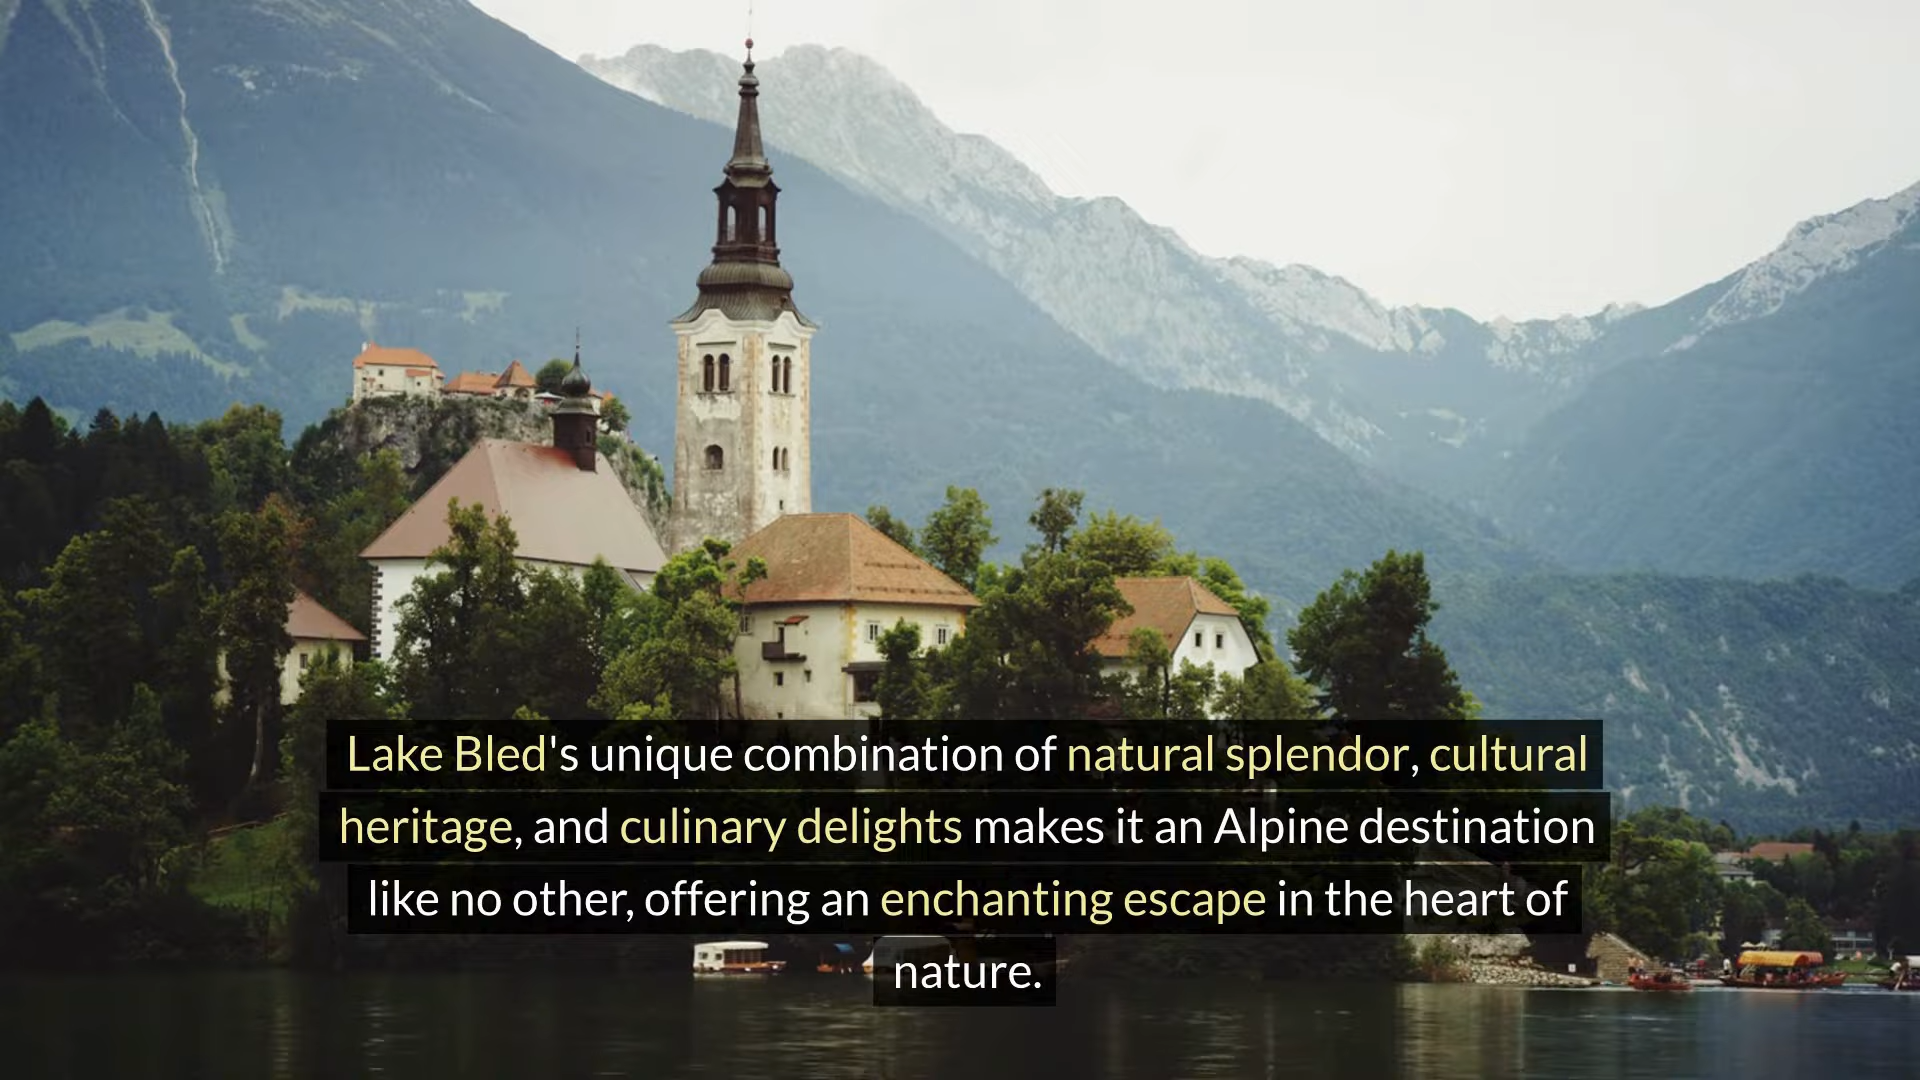 Lake Bled's unique combination of natural splendor, cultural
heritage, and culinary delights makes it an Alpine destination
like no other, offering an enchanting escape in the heart of
nature.